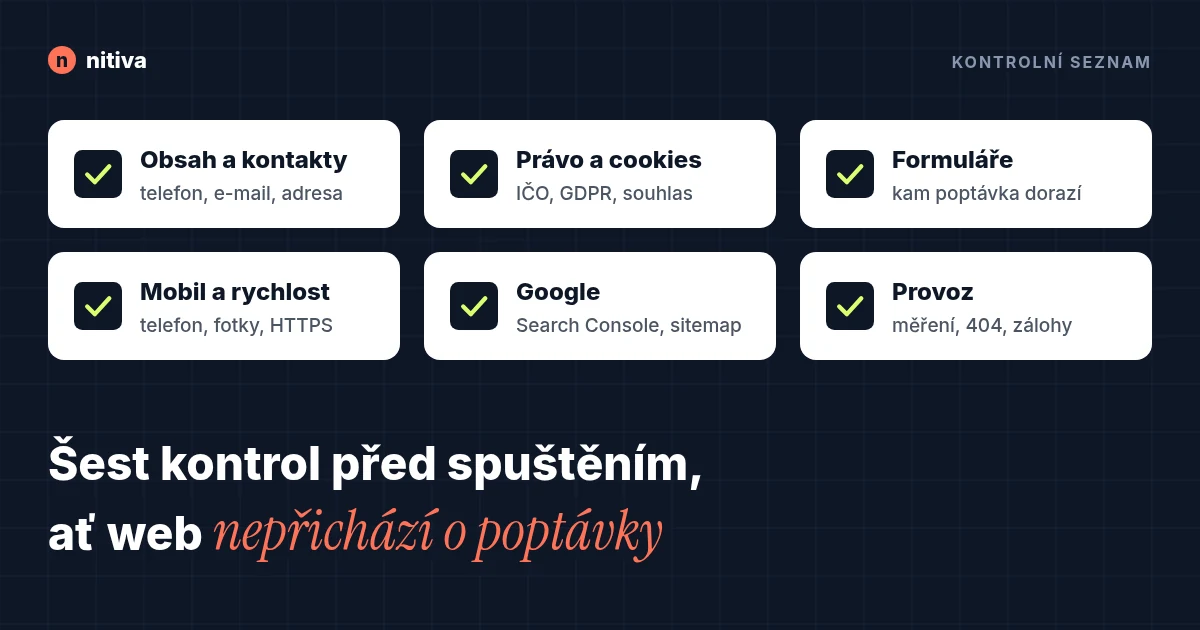 n nitiva
KONTROLNÍ SEZNAM
Obsah a kontakty
telefon, e-mail, adresa
Právo a cookies
IČO, GDPR, souhlas
Formuláře
kam poptávka dorazí
Mobil a rychlost
telefon, fotky, HTTPS
Google
Search Console, sitemap
Provoz
měření, 404, zálohy
Šest kontrol před spuštěním,
ať web nepřichází o poptávky